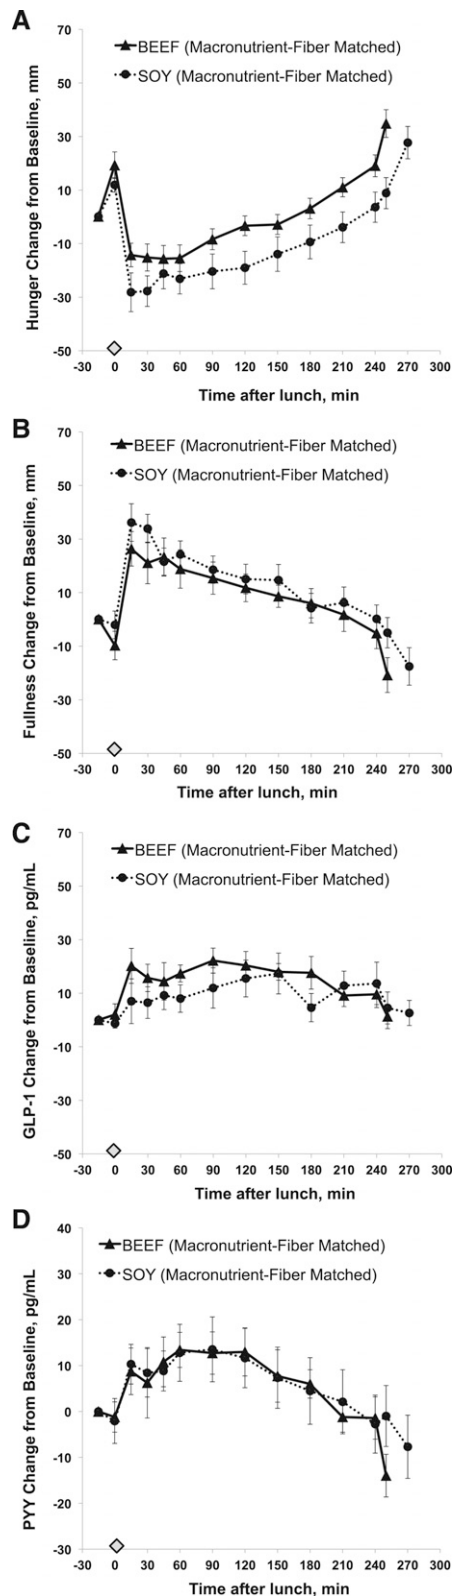 A
70
BEEF (Macronutrient-Fiber Matched)
SOY (Macronutrient-Fiber Matched)
50
30
10
-10
-30
-50
Hunger Change from Baseline, mm
-30 0 30 60 90 120 150 180 210 240 270 300
Time after lunch, min
B
70
BEEF (Macronutrient-Fiber Matched)
SOY (Macronutrient-Fiber Matched)
50
30
10
-10
-30
-50
Fullness Change from Baseline, mm
-30 0 30 60 90 120 150 180 210 240 270 300
Time after lunch, min
C
70
BEEF (Macronutrient-Fiber Matched)
SOY (Macronutrient-Fiber Matched)
50
30
10
-10
-30
-50
GLP-1 Change from Baseline, pg/mL
-30 0 30 60 90 120 150 180 210 240 270 300
Time after lunch, min
D
40
BEEF (Macronutrient-Fiber Matched)
30
SOY (Macronutrient-Fiber Matched)
20
10
0
-10
-20
-30
PYY Change from Baseline, pg/mL
-30 0 30 60 90 120 150 180 210 240 270 300
Time after lunch, min